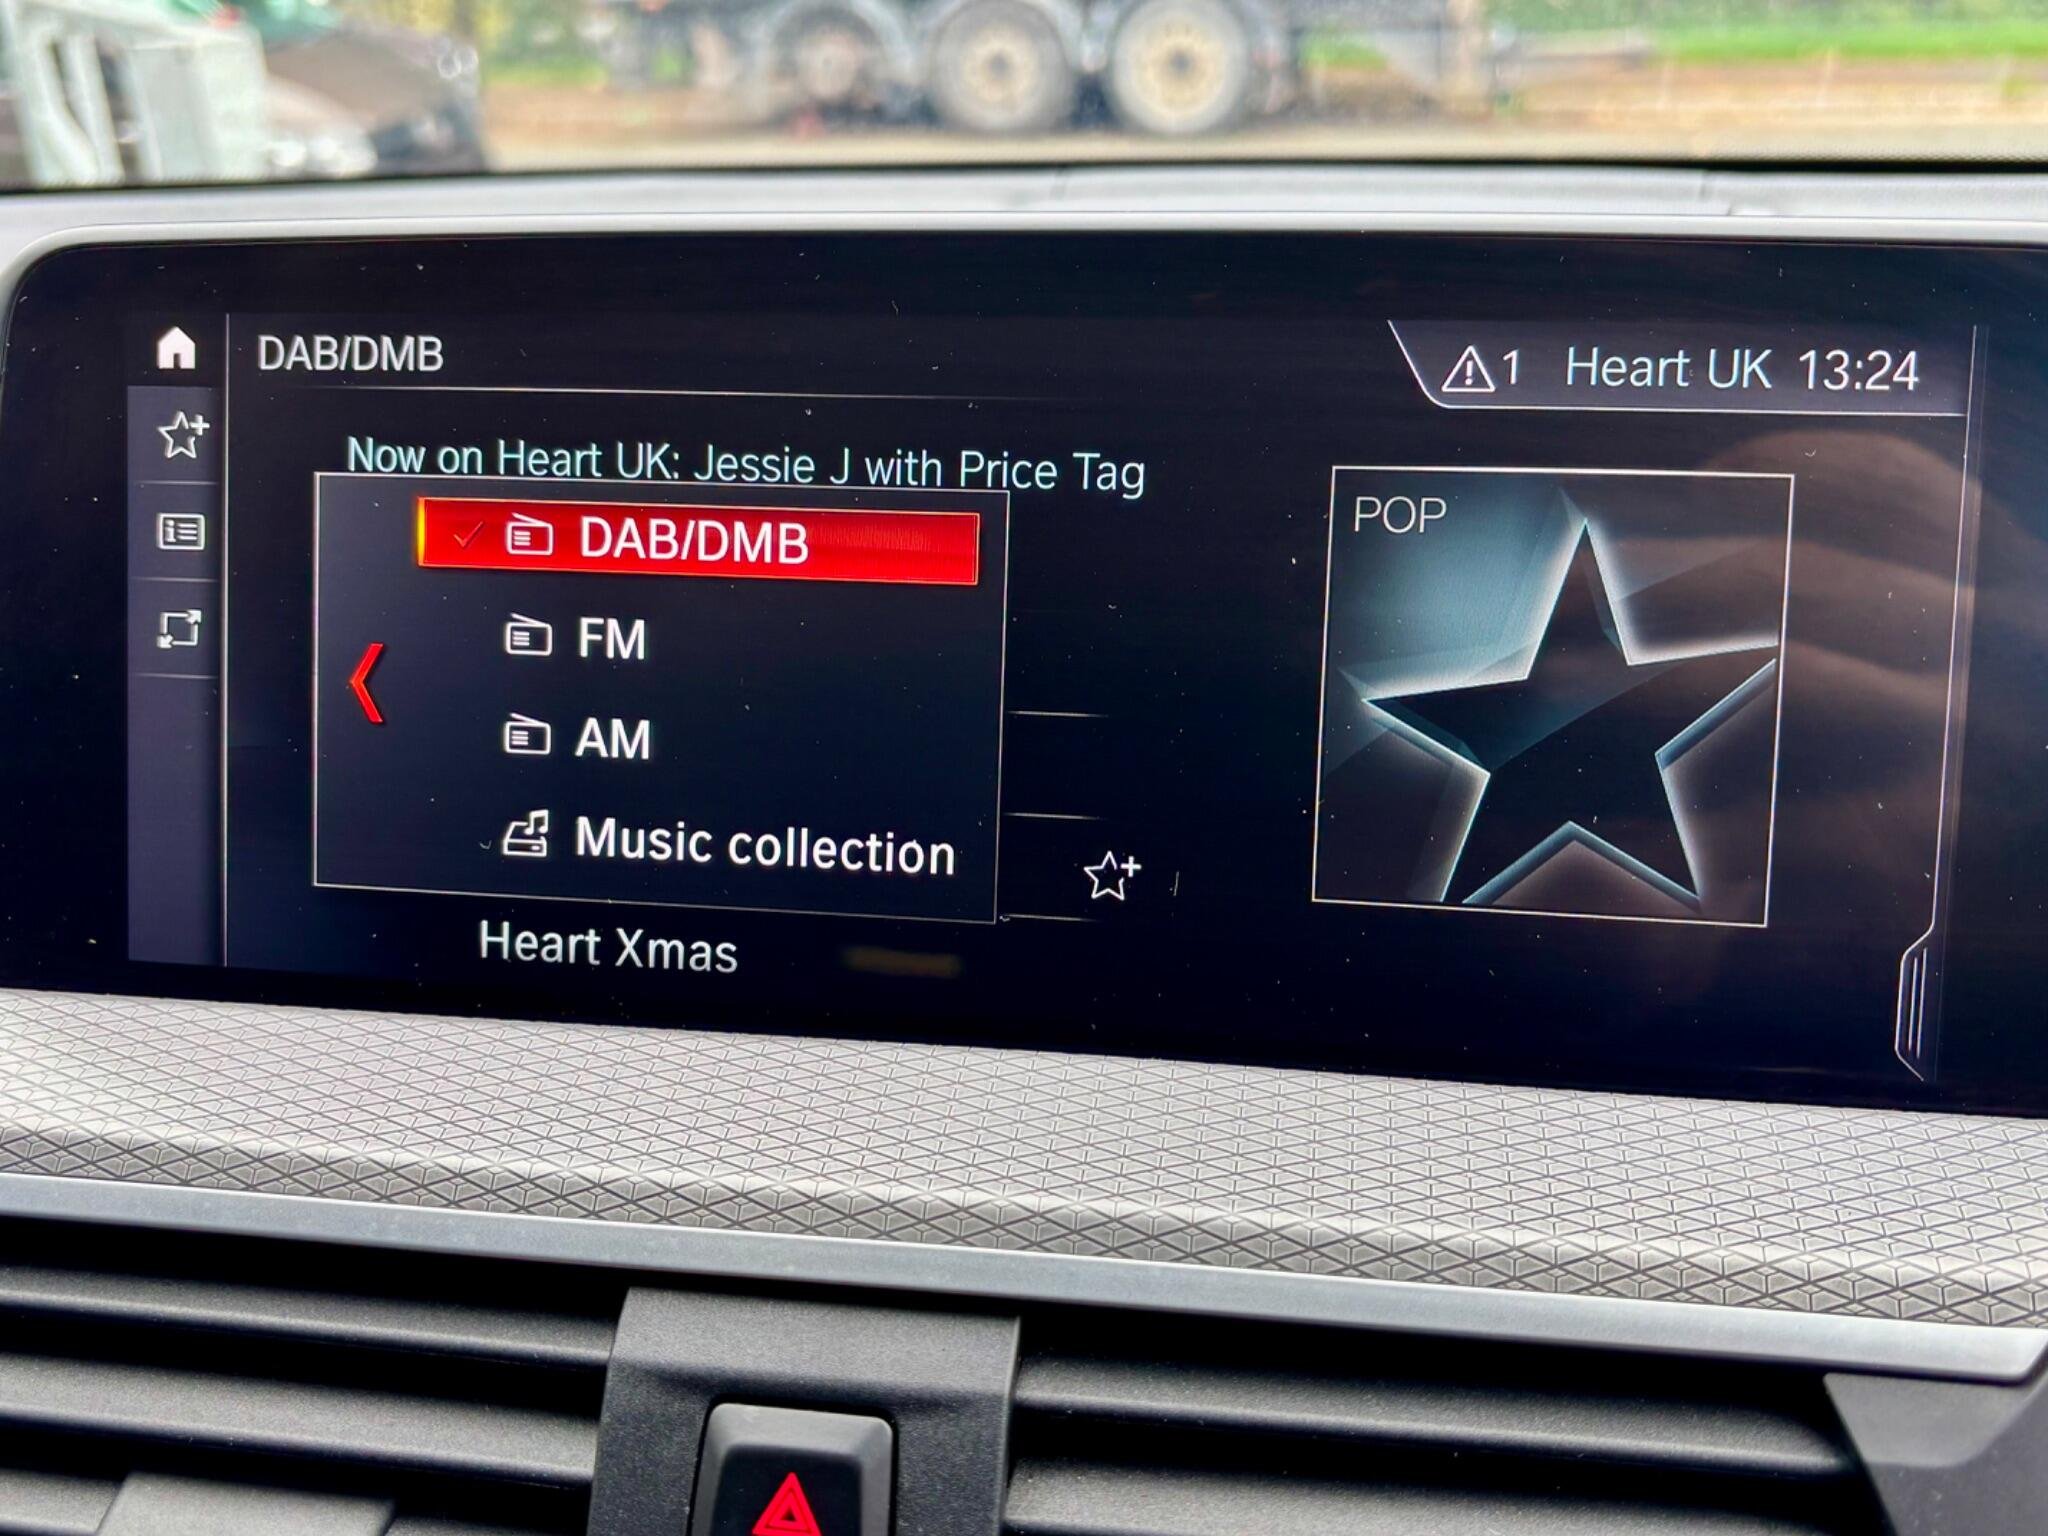 DAB/DMB
1 Heart UK 13:24
Now on Heart UK: Jessie J with Price Tag
POP
DAB/DMB
FM
AM
Music collection
Heart Xmas